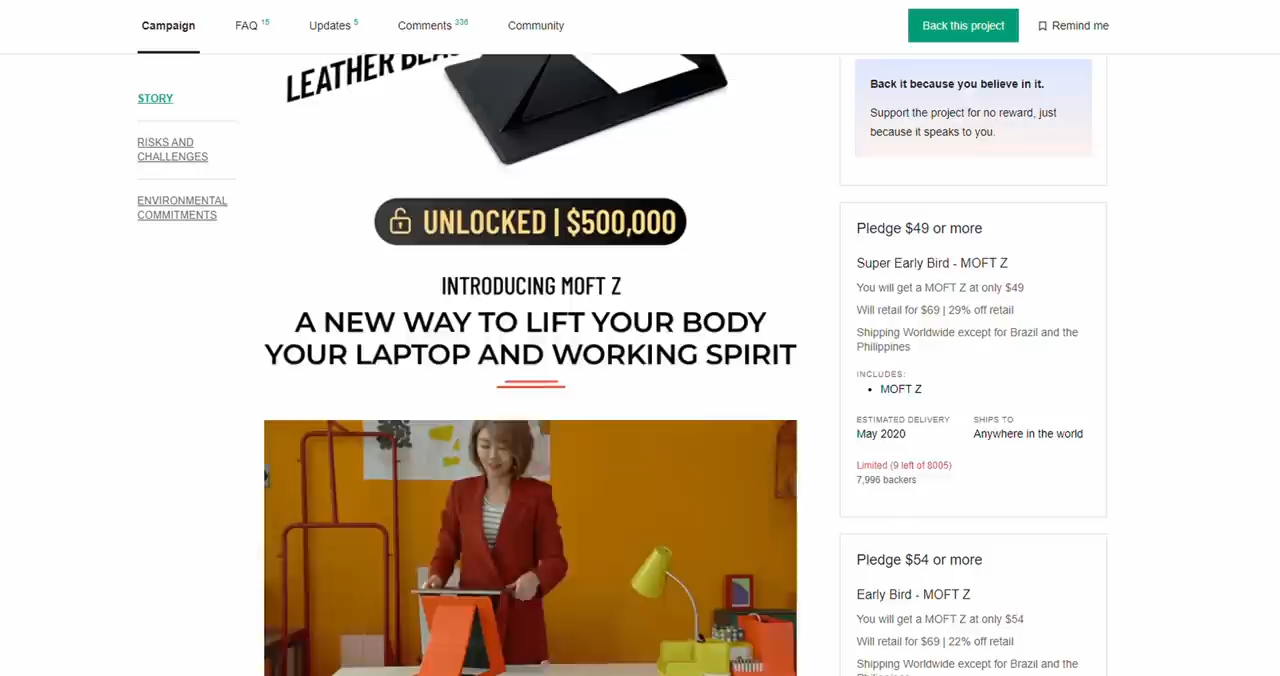 Campaign
FAQ 15
Updates 5
Comments 336
Community
Back this project
Remind me
STORY
RISKS AND
CHALLENGES
ENVIRONMENTAL
COMMITMENTS
LEATHER
UNLOCKED | $500,000
INTRODUCING MOFT Z
A NEW WAY TO LIFT YOUR BODY
YOUR LAPTOP AND WORKING SPIRIT
Back it because you believe in it.
Support the project for no reward, just
because it speaks to you.
Pledge $49 or more
Super Early Bird - MOFT Z
You will get a MOFT Z at only $49
Will retail for $69 | 29% off retail
Shipping Worldwide except for Brazil and the
Philippines
INCLUDES:
• MOFT Z
ESTIMATED DELIVERY
May 2020
SHIPS TO
Anywhere in the world
Limited (9 left of 8005)
7,996 backers
Pledge $54 or more
Early Bird - MOFT Z
You will get a MOFT Z at only $54
Will retail for $69 | 22% off retail
Shipping Worldwide except for Brazil and the